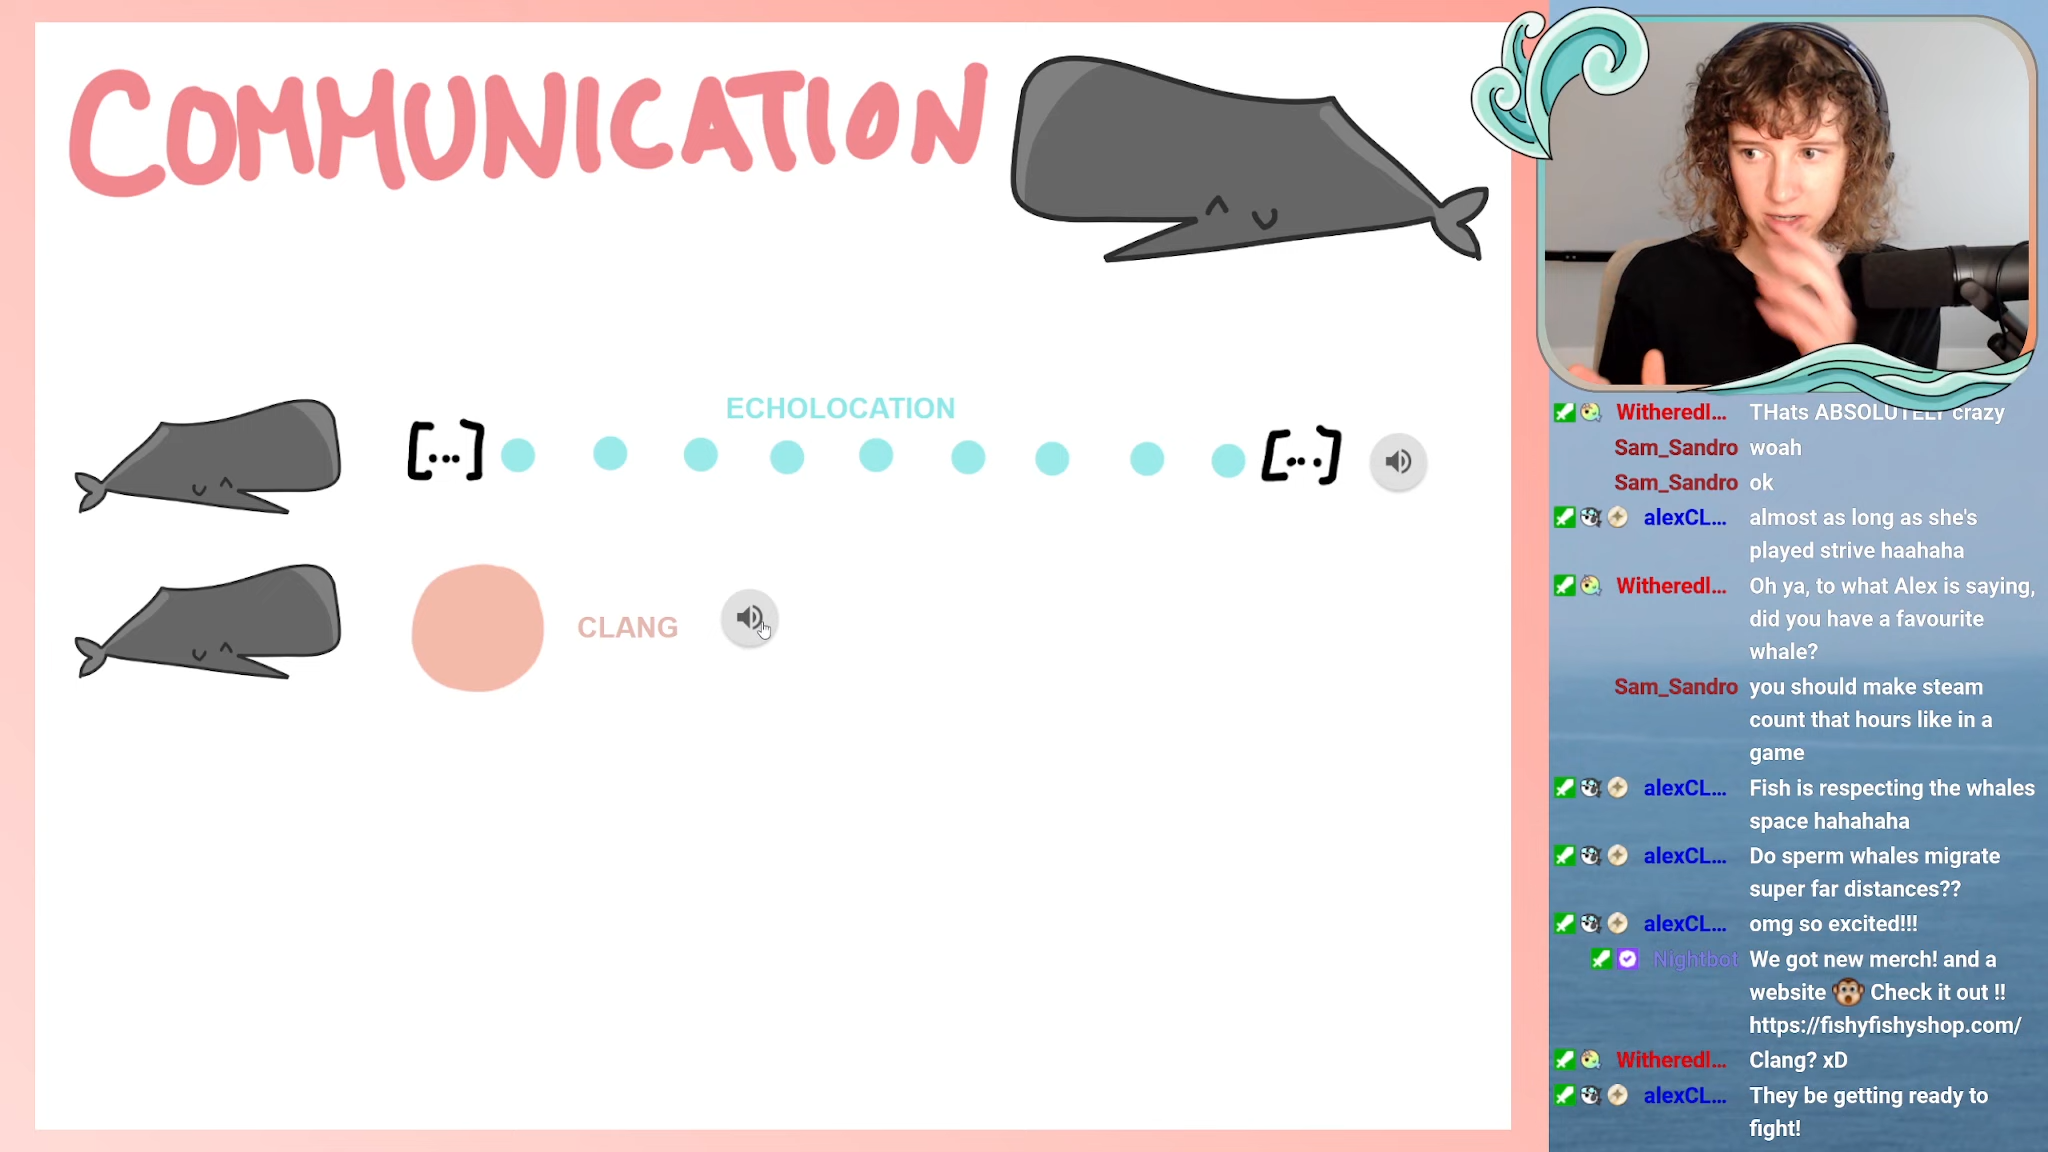 COMMUNICATION
ECHOLOCATION
[...]
[...]
CLANG
WitheredI... THats ABSOLUTELY crazy
Sam_Sandro woah
Sam_Sandro ok
alexCL... almost as long as she's
played strive haahaha
WitheredI... Oh ya, to what Alex is saying,
did you have a favourite
whale?
Sam_Sandro you should make steam
count that hours like in a
game
alexCL... Fish is respecting the whales
space hahahaha
alexCL... Do sperm whales migrate
super far distances??
alexCL... omg so excited!!!
Nightbot We got new merch! and a
website 🙊 Check it out !!
https://fishyfishyshop.com/
WitheredI... Clang? xD
alexCL... They be getting ready to
fight!